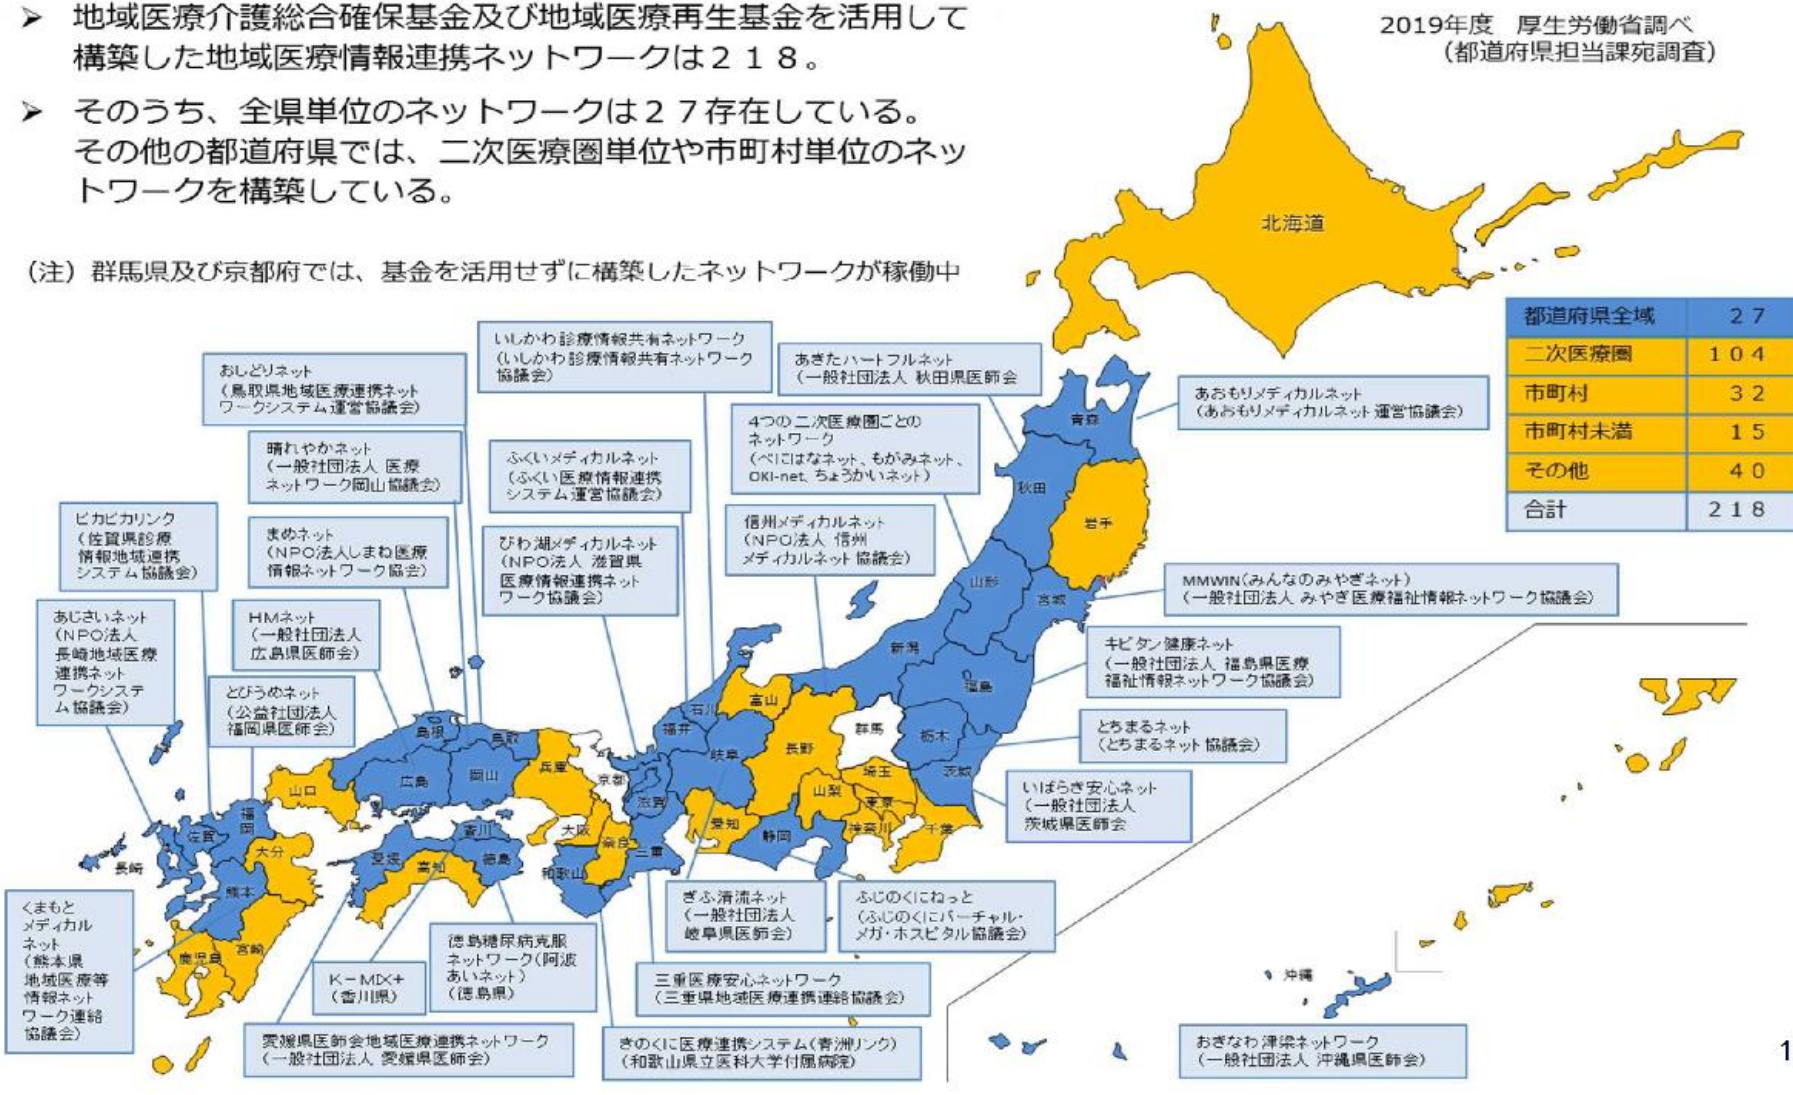 ➢ 地域医療介護総合確保基金及び地域医療再生基金を活用して
構築した地域医療情報連携ネットワークは２１８。
➢ そのうち、全県単位のネットワークは２７存在している。
その他の都道府県では、二次医療圏単位や市町村単位のネッ
トワークを構築している。
（注）群馬県及び京都府では、基金を活用せずに構築したネットワークが稼働中
2019年度　厚生労働省調べ
（都道府県担当課宛調査）
北海道
都道府県全域 ２７
二次医療圏 １０４
市町村 ３２
市町村未満 １５
その他 ４０
合計 ２１８
いしかわ診療情報共有ネットワーク
（いしかわ診療情報共有ネットワーク
協議会）
あきたハートフルネット
（一般社団法人 秋田県医師会
おしどりネット
（鳥取県地域医療連携ネット
ワークシステム運営協議会）
あおもりメディカルネット
（あおもりメディカルネット運営協議会）
4つの二次医療圏ごとの
ネットワーク
（べにはなネット、もがみネット、
OKI-net、ちょうかいネット）
晴れやかネット
（一般社団法人 医療
ネットワーク岡山協議会）
ふくいメディカルネット
（ふくい医療情報連携
システム運営協議会）
ピカピカリンク
（佐賀県診療
情報地域連携
システム協議会）
まめネット
（NPO法人しまね医療
情報ネットワーク協会）
びわ湖メディカルネット
（NPO法人 滋賀県
医療情報連携ネット
ワーク協議会）
信州メディカルネット
（NPO法人 信州
メディカルネット協議会）
MMWIN（みんなのみやぎネット）
（一般社団法人 みやぎ医療福祉情報ネットワーク協議会）
あじさいネット
（NPO法人
長崎地域医療
連携ネット
ワークシステ
ム協議会）
HMネット
（一般社団法人
広島県医師会）
キビタン健康ネット
（一般社団法人 福島県医療
福祉情報ネットワーク協議会）
とびうめネット
（公益社団法人
福岡県医師会）
とちまるネット
（とちまるネット協議会）
いばらき安心ネット
（一般社団法人
茨城県医師会
青森
秋田
岩手
山形
宮城
新潟
福島
石川
富山
福井
岐阜
長野
群馬
栃木
茨城
埼玉
山梨
東京
神奈川
千葉
愛知
静岡
島根
鳥取
広島
岡山
兵庫
京都
滋賀
山口
大阪
奈良
三重
和歌山
香川
愛媛
高知
徳島
福岡
佐賀
大分
長崎
熊本
宮崎
鹿児島
沖縄
くまもと
メディカル
ネット
（熊本県
地域医療等
情報ネット
ワーク連絡
協議会）
K－MIX+
（香川県）
徳島糖尿病克服
ネットワーク（阿波
あいネット）
（徳島県）
ぎふ清流ネット
（一般社団法人
岐阜県医師会）
ふじのくにねっと
（ふじのくにバーチャル・
メガ・ホスピタル協議会）
三重医療安心ネットワーク
（三重県地域医療連携連絡協議会）
愛媛県医師会地域医療連携ネットワーク
（一般社団法人 愛媛県医師会）
きのくに医療連携システム（青洲リンク）
（和歌山県立医科大学付属病院）
おきなわ津梁ネットワーク
（一般社団法人 沖縄県医師会）
1